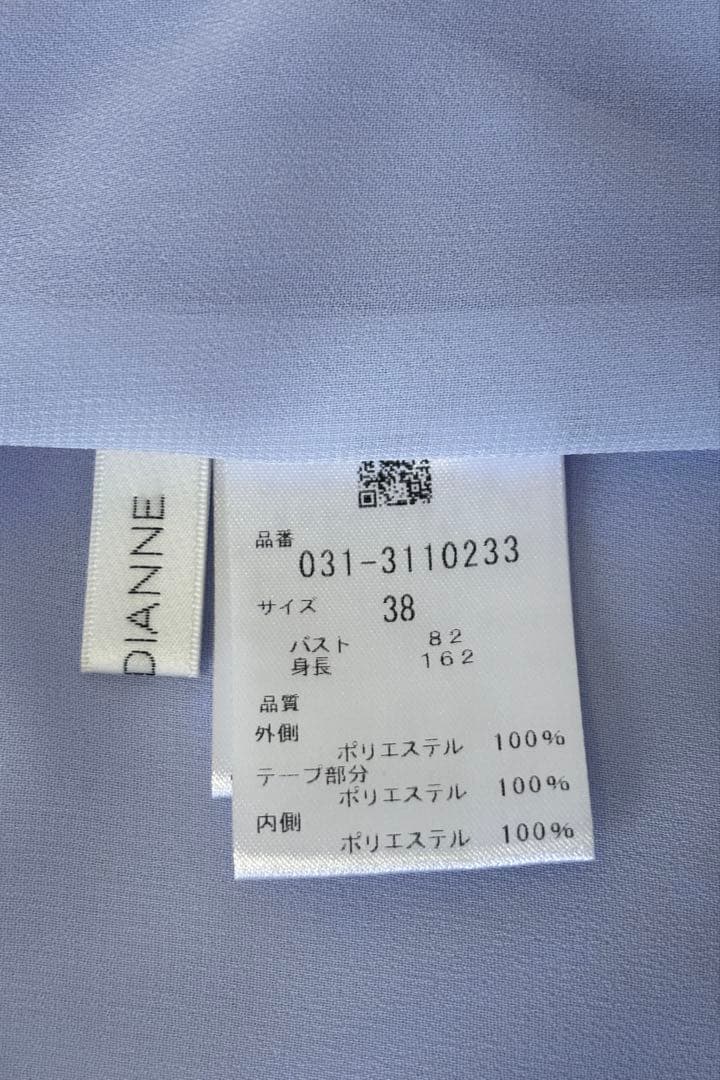 DIANNE
品番
031-3110233
サイズ 38
バスト 82
身長 162
品質
外側
ポリエステル 100%
テープ部分
ポリエステル 100%
内側
ポリエステル 100%